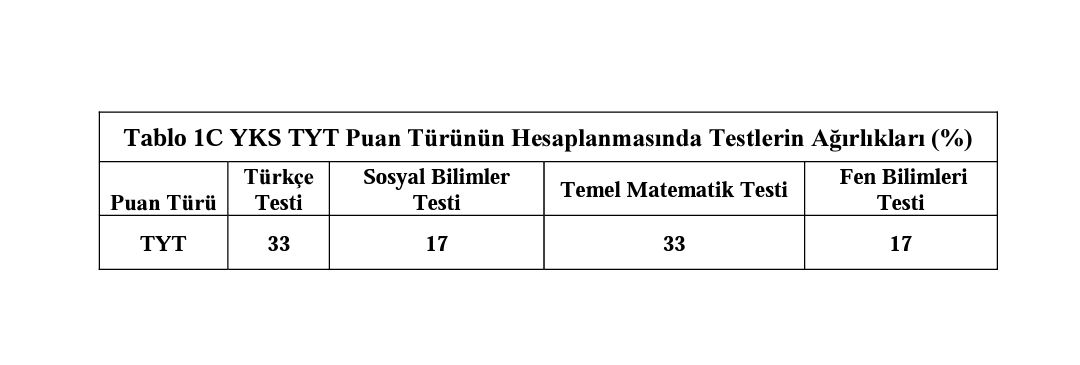 Tablo 1C YKS TYT Puan Türünün Hesaplanmasında Testlerin Ağırlıkları (%)
Puan Türü
Türkçe
Testi
Sosyal Bilimler
Testi
Temel Matematik Testi
Fen Bilimleri
Testi
TYT 33 17 33 17